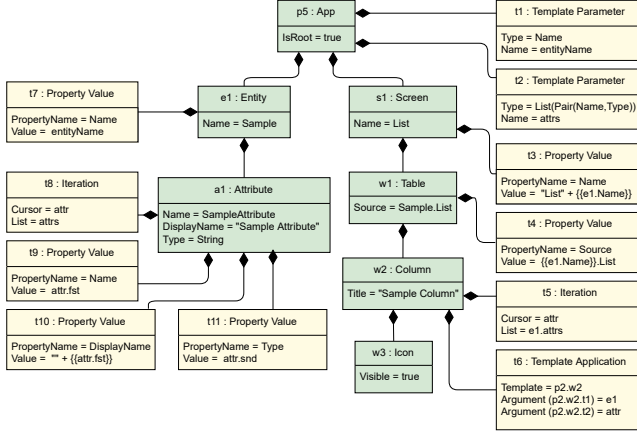 p5 : App
IsRoot = true
t1 : Template Parameter
Type = Name
Name = entityName
t2 : Template Parameter
Type = List(Pair(Name,Type))
Name = attrs
t7 : Property Value
PropertyName = Name
Value = entityName
e1 : Entity
Name = Sample
s1 : Screen
Name = List
t3 : Property Value
PropertyName = Name
Value = "List" + {{e1.Name}}
t8 : Iteration
Cursor = attr
List = attrs
a1 : Attribute
Name = SampleAttribute
DisplayName = "Sample Attribute"
Type = String
w1 : Table
Source = Sample.List
t4 : Property Value
PropertyName = Source
Value = {{e1.Name}}.List
t9 : Property Value
PropertyName = Name
Value = attr.fst
w2 : Column
Title = "Sample Column"
t5 : Iteration
Cursor = attr
List = e1.attrs
t10 : Property Value
PropertyName = DisplayName
Value = "" + {{attr.fst}}
t11 : Property Value
PropertyName = Type
Value = attr.snd
w3 : Icon
Visible = true
t6 : Template Application
Template = p2.w2
Argument (p2.w2.t1) = e1
Argument (p2.w2.t2) = attr